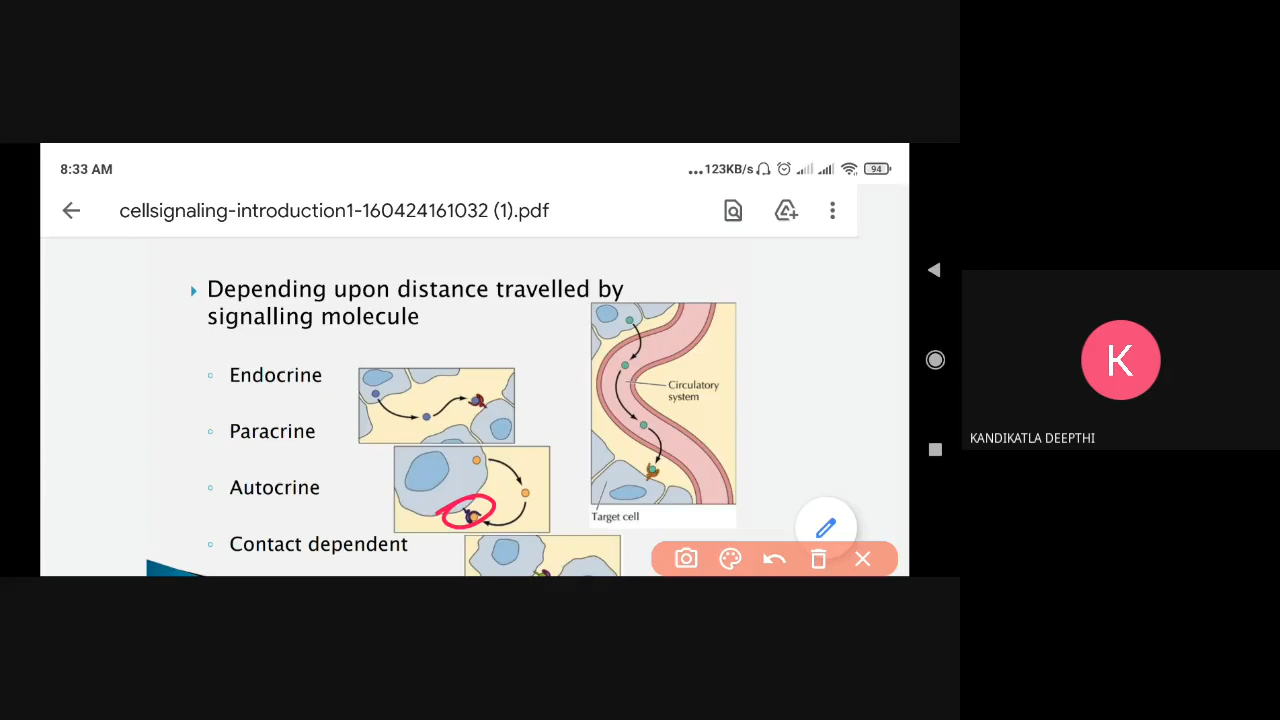 8:33 AM
...123KB/s
94
cellsignaling-introduction1-160424161032 (1).pdf
Depending upon distance travelled by
signalling molecule
Endocrine
Paracrine
Autocrine
Contact dependent
Circulatory
system
Target cell
K
KANDIKATLA DEEPTHI